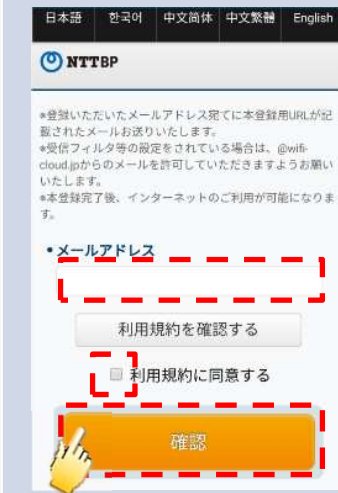 日本語 한국어 中文简体 中文繁體 English
NTTBP
*登録いただいたメールアドレス宛てに本登録用URLが記
載されたメールお送りいたします。
*受信フィルタ等の設定をされている場合は、@wifi-
cloud.jpからのメールを許可していただきますようお願い
いたします。
*本登録完了後、インターネットのご利用が可能になりま
す。
•メールアドレス
利用規約を確認する
利用規約に同意する
確認